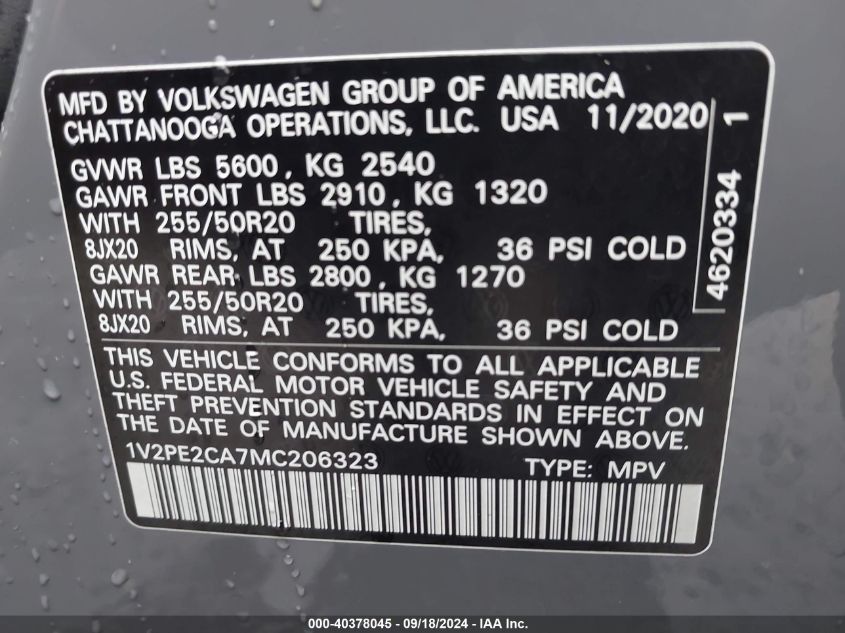 MFD BY VOLKSWAGEN GROUP OF AMERICA
CHATTANOOGA OPERATIONS, LLC. USA 11/2020
GVWR LBS 5600, KG 2540
GAWR FRONT LBS 2910, KG 1320
WITH 255/50R20 TIRES,
8JX20 RIMS, AT 250 KPA, 36 PSI COLD
GAWR REAR LBS 2800, KG 1270
WITH 255/50R20 TIRES,
8JX20 RIMS, AT 250 KPA, 36 PSI COLD
4620334 1
THIS VEHICLE CONFORMS TO ALL APPLICABLE
U.S. FEDERAL MOTOR VEHICLE SAFETY AND
THEFT PREVENTION STANDARDS IN EFFECT ON
THE DATE OF MANUFACTURE SHOWN ABOVE.
1V2PE2CA7MC206323 TYPE: MPV
000-40378045 - 09/18/2024 - IAA Inc.